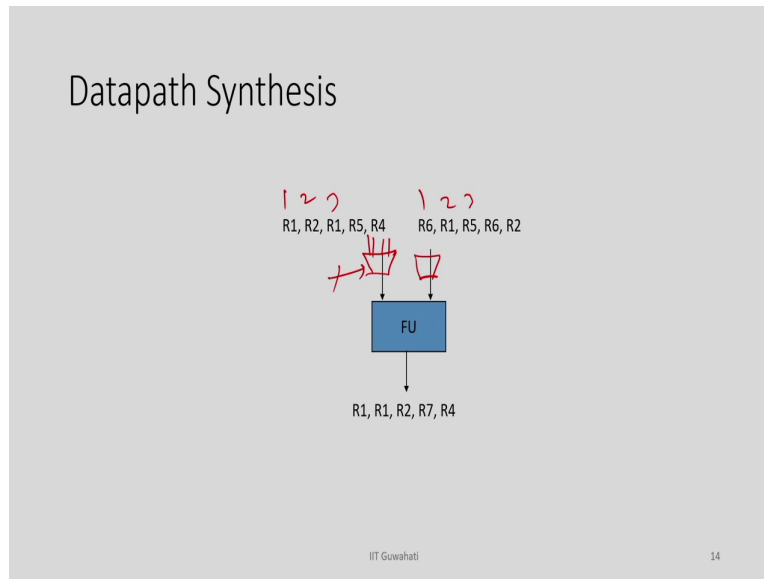 Datapath Synthesis
1 2 3 1 2 3
R1, R2, R1, R5, R4 R6, R1, R5, R6, R2
FU
R1, R1, R2, R7, R4
IIT Guwahati 14